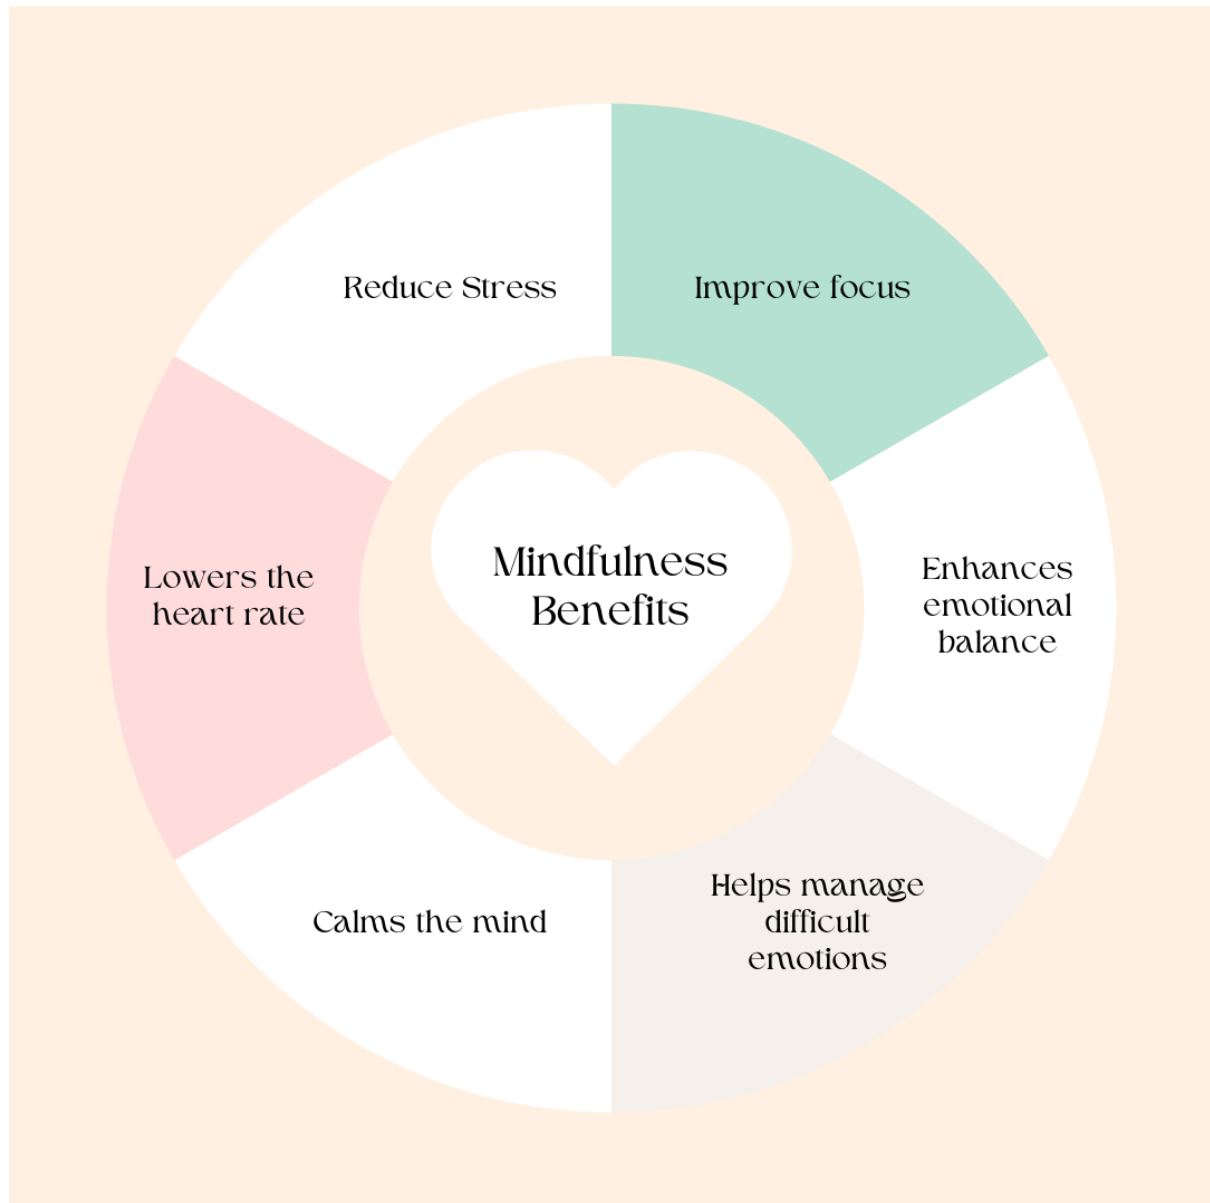 Reduce Stress
Improve focus
Lowers the
heart rate
Mindfulness
Benefits
Enhances
emotional
balance
Calms the mind
Helps manage
difficult
emotions